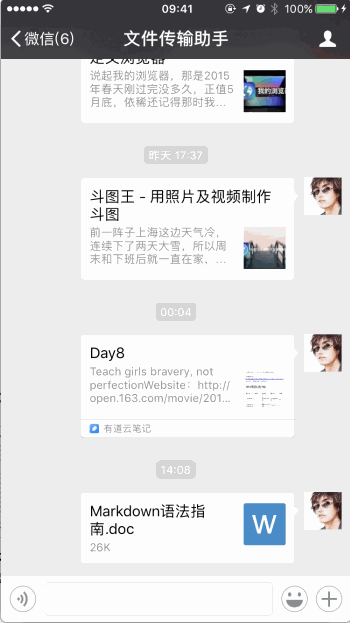 09:41
100%
微信(6)
文件传输助手
定义浏览器
说起我的浏览器，那是2015
年春天刚过完没多久，正值5
月底，依稀还记得那时我...
我的浏览
昨天 17:37
斗图王 - 用照片及视频制作
斗图
前一阵子上海这边天气冷，
连续下了两天大雪，所以周
末和下班后就一直在家、...
00:04
Day8
Teach girls bravery, not
perfectionWebsite：http://
open.163.com/movie/201...
有道云笔记
14:08
Markdown语法指
南.doc
W
26K